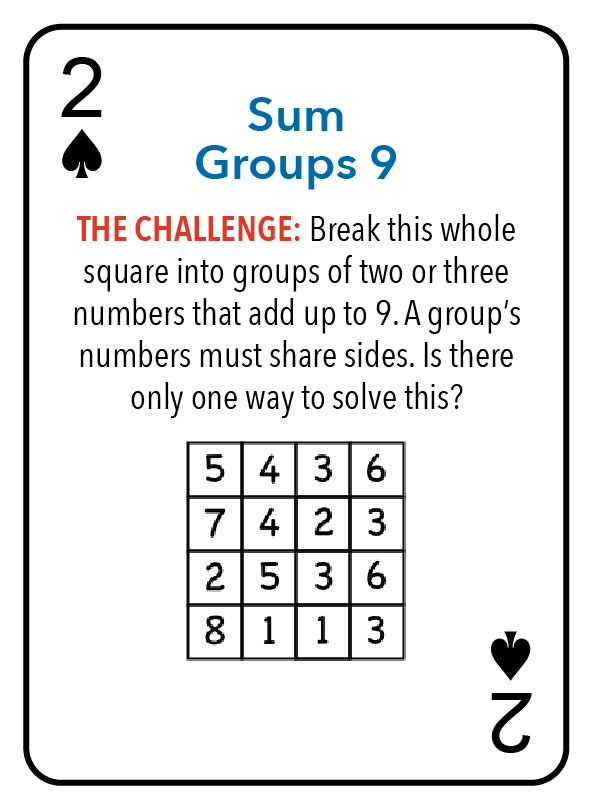 2
Sum
Groups 9
THE CHALLENGE: Break this whole
square into groups of two or three
numbers that add up to 9. A group's
numbers must share sides. Is there
only one way to solve this?
5 4 3 6
7 4 2 3
2 5 3 6
8 1 1 3
2